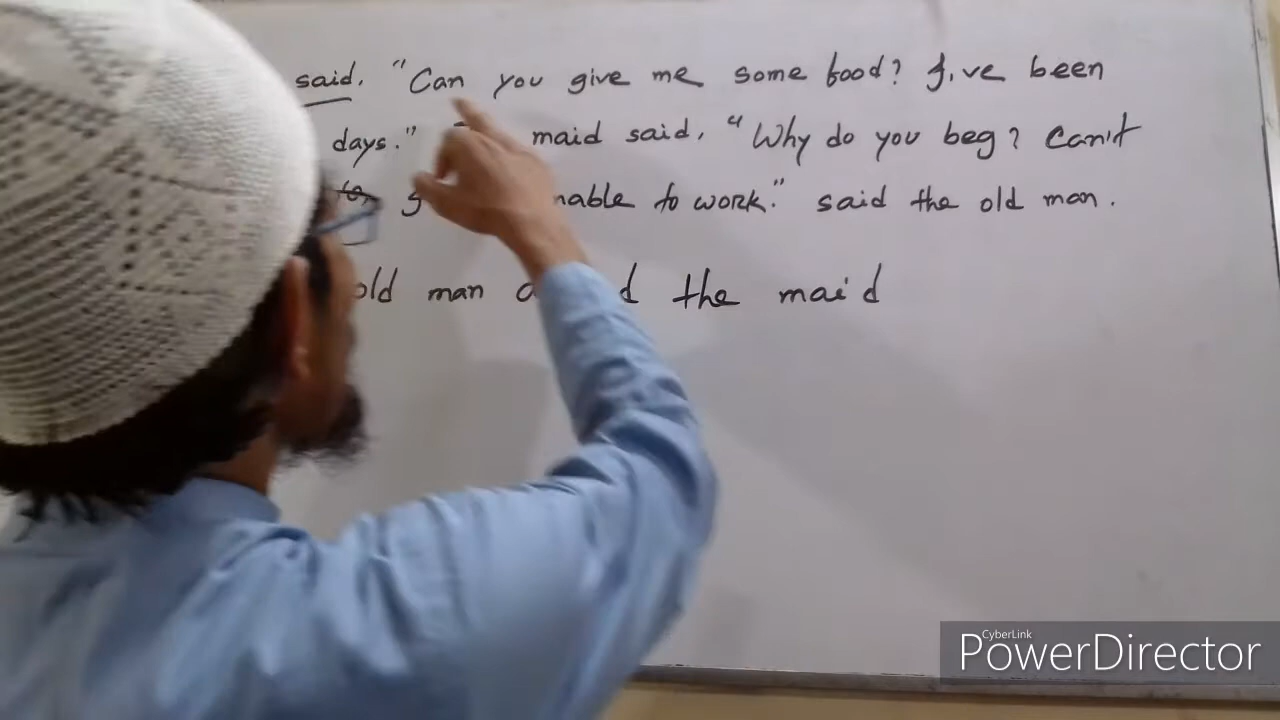 said. "Can you give me some food? I've been
days." maid said. "Why do you beg? Can't
to work." said the old man.
old man the maid
CyberLink
PowerDirector